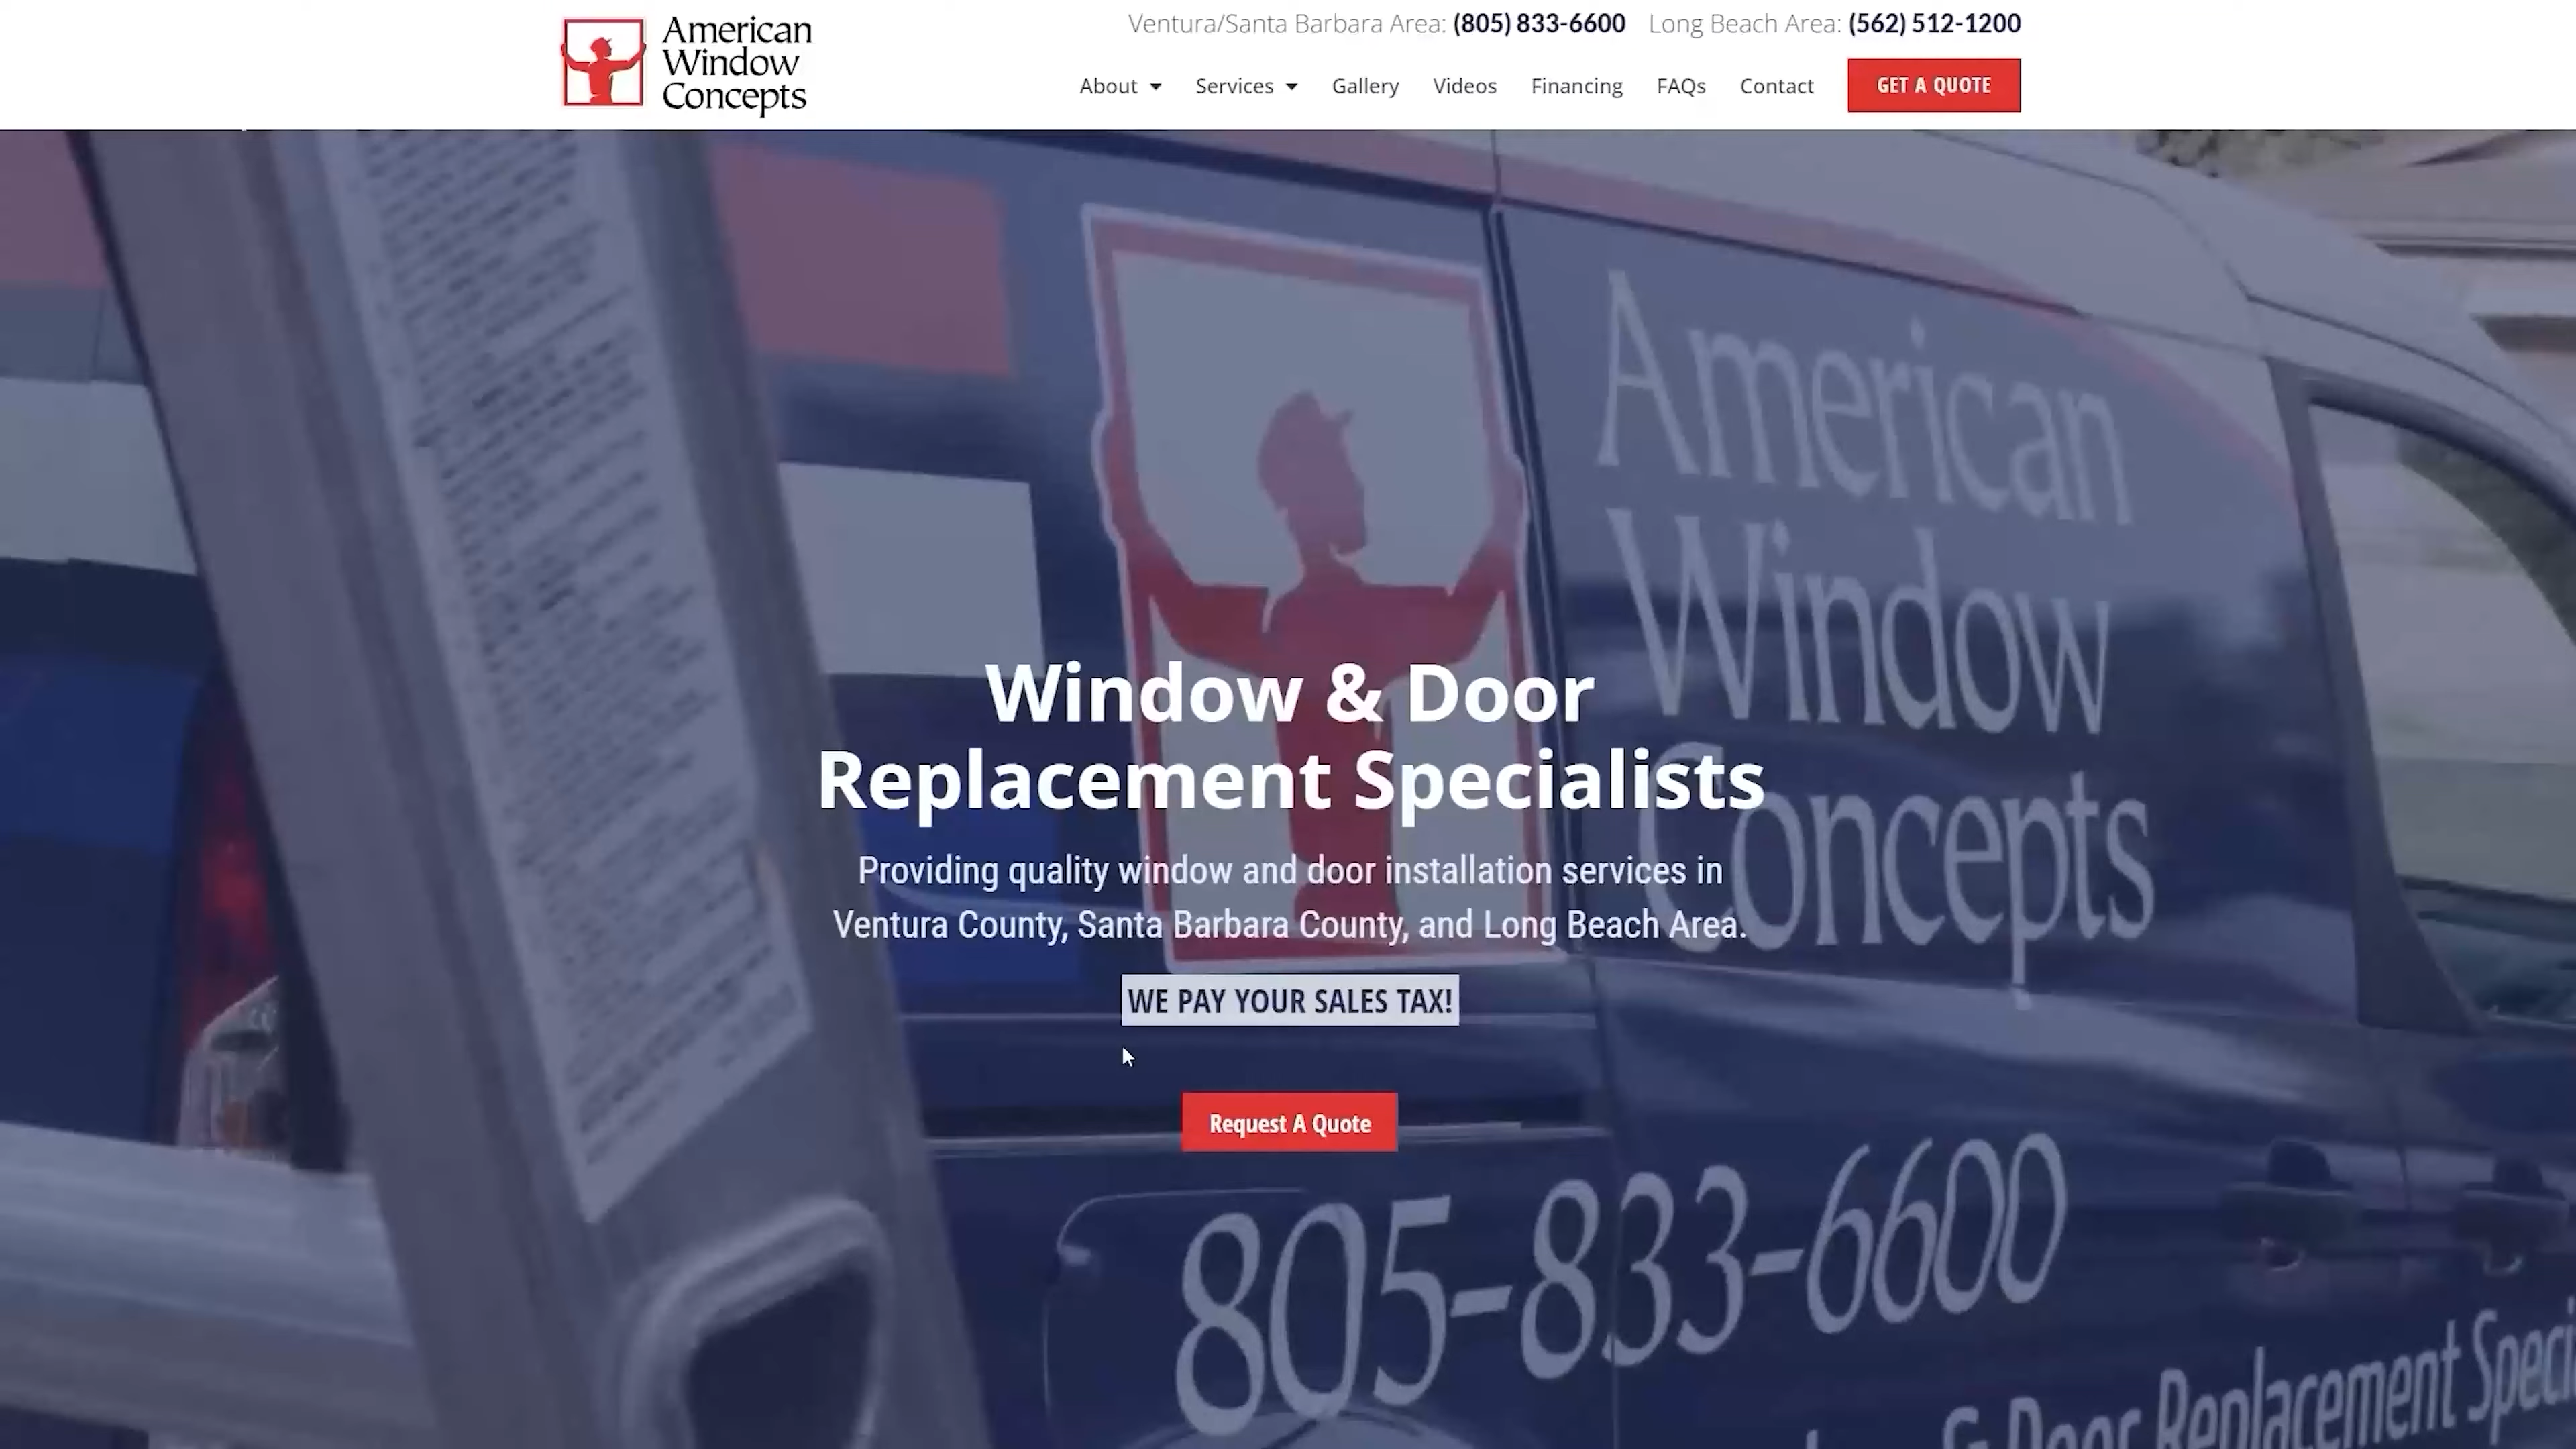 American
Window
Concepts
Ventura/Santa Barbara Area: (805) 833-6600 Long Beach Area: (562) 512-1200
About Services Gallery Videos Financing FAQs Contact GET A QUOTE
American
Window
Concepts
Window & Door
Replacement Specialists
Providing quality window and door installation services in
Ventura County, Santa Barbara County, and Long Beach Area.
WE PAY YOUR SALES TAX!
Request A Quote
805-833-6600
& Door Replacement Speci